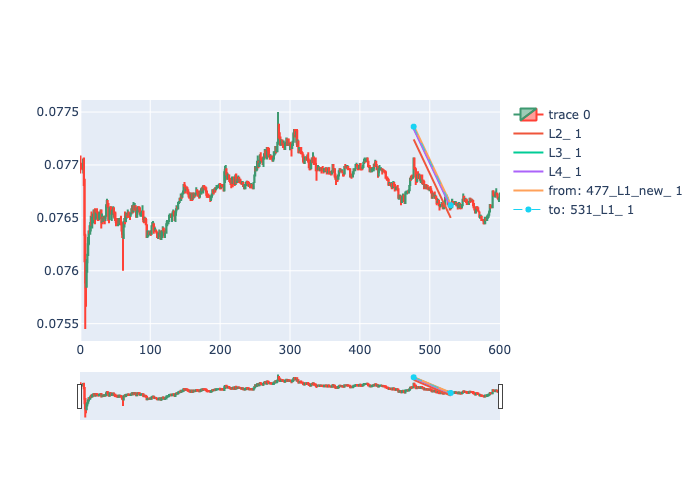 0.0775
0.077
0.0765
0.076
0.0755
0 100 200 300 400 500 600
trace 0
L2_ 1
L3_ 1
L4_ 1
from: 477_L1_new_ 1
to: 531_L1_ 1